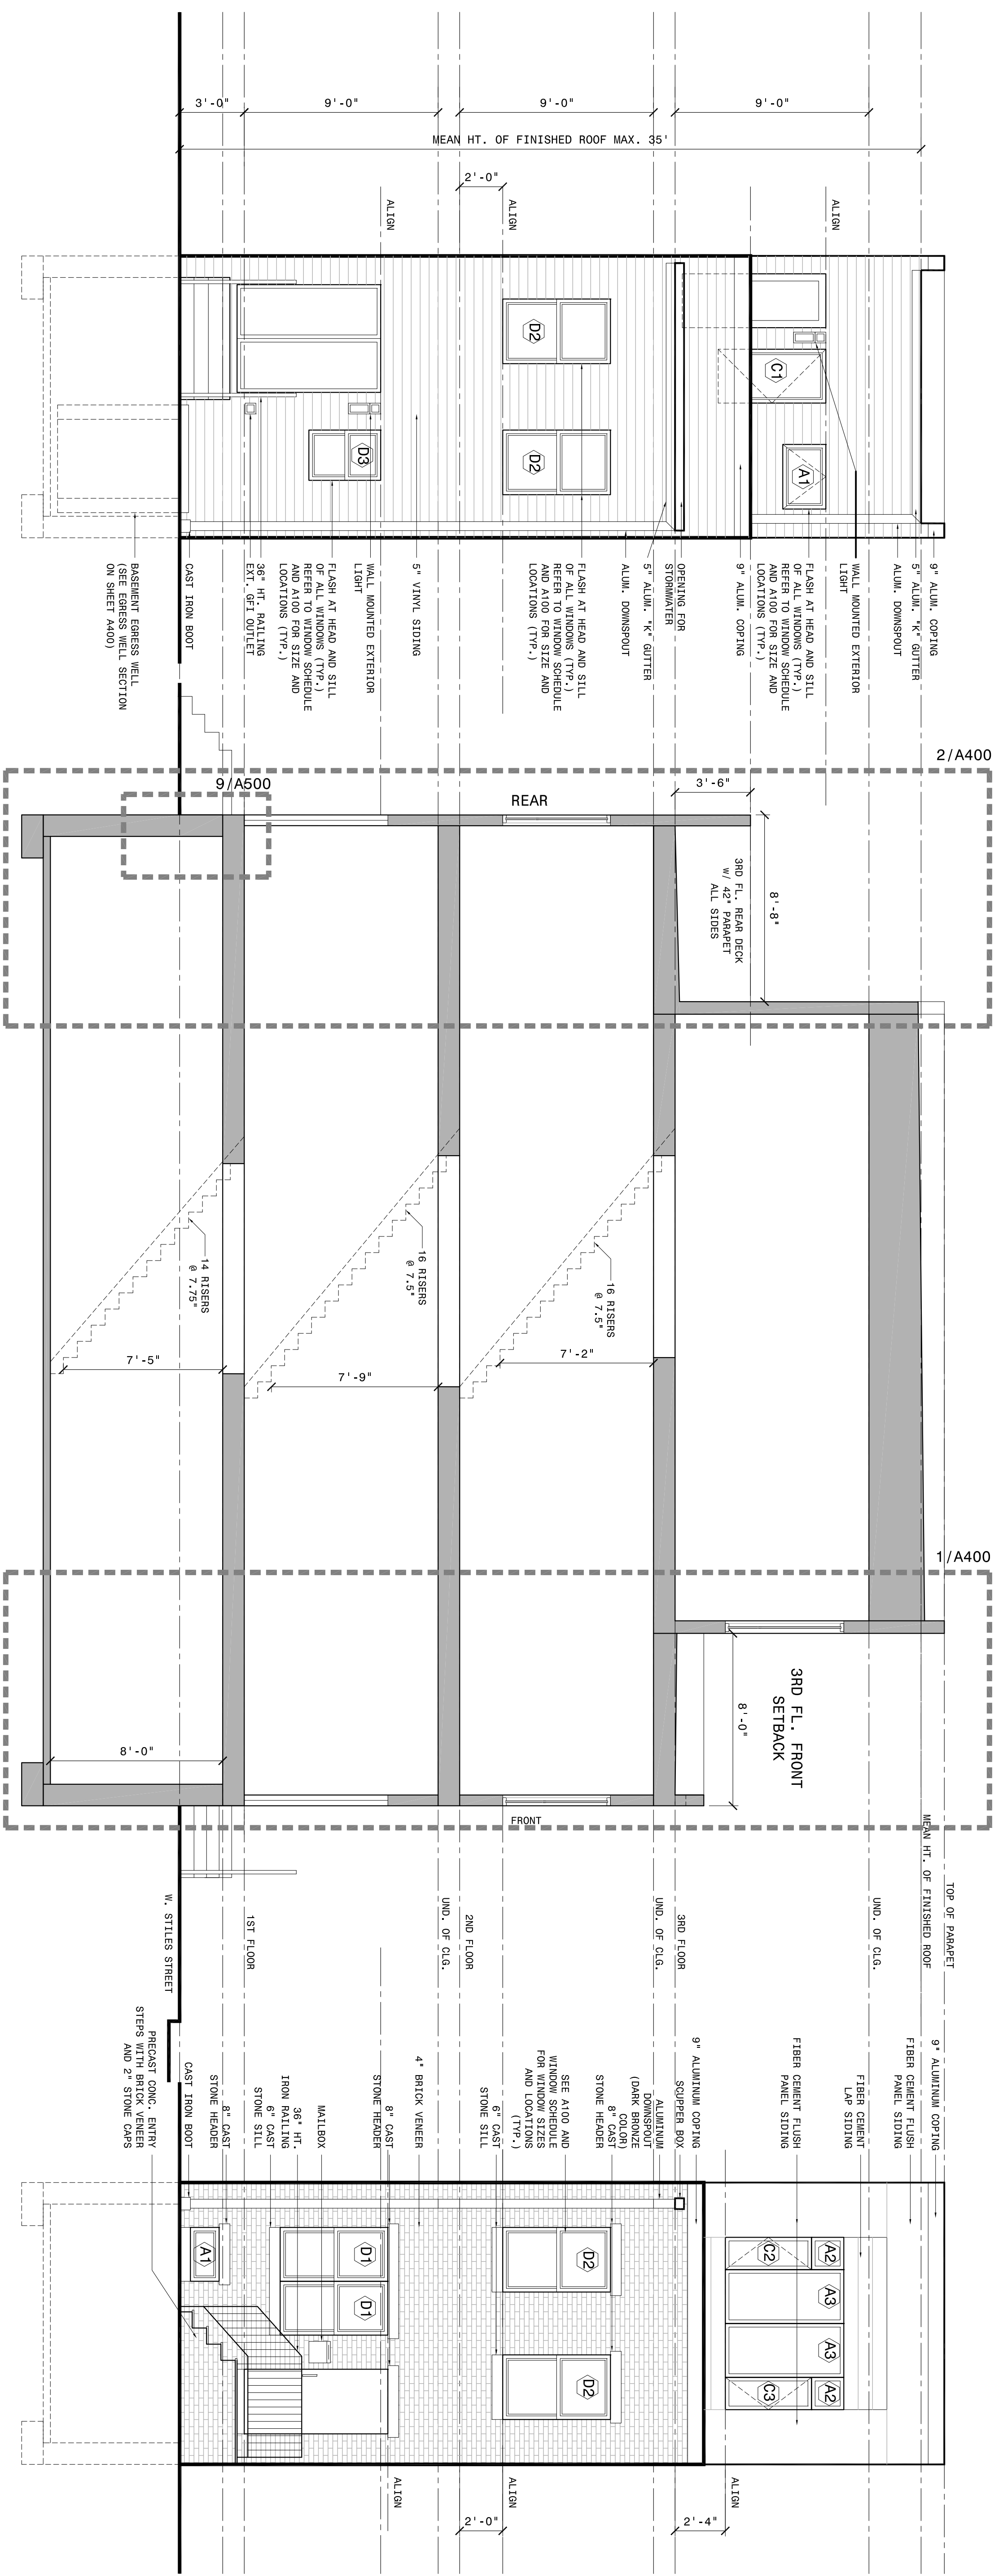 3'-0"
9'-0"
9'-0"
9'-0"
MEAN HT. OF FINISHED ROOF MAX. 35'
2'-0"
ALIGN
ALIGN
ALIGN
D2
D2
D3
C1
A1
9" ALUM. COPING
5" ALUM. "K" GUTTER
ALUM. DOWNSPOUT
WALL MOUNTED EXTERIOR
LIGHT
FLASH AT HEAD AND SILL
OF ALL WINDOWS (TYP.)
REFER TO WINDOW SCHEDULE
AND A100 FOR SIZE AND
LOCATIONS (TYP.)
9" ALUM. COPING
OPENING FOR
STORMWATER
5" ALUM. "K" GUTTER
ALUM. DOWNSPOUT
FLASH AT HEAD AND SILL
OF ALL WINDOWS (TYP.)
REFER TO WINDOW SCHEDULE
AND A100 FOR SIZE AND
LOCATIONS (TYP.)
5" VINYL SIDING
WALL MOUNTED EXTERIOR
LIGHT
FLASH AT HEAD AND SILL
OF ALL WINDOWS (TYP.)
REFER TO WINDOW SCHEDULE
AND A100 FOR SIZE AND
LOCATIONS (TYP.)
36" HT. RAILING
EXT. GFI OUTLET
CAST IRON BOOT
BASEMENT EGRESS WELL
(SEE EGRESS WELL SECTION
ON SHEET A400)
2/A400
9/A500
REAR
3'-6"
8'-8"
3RD FL. REAR DECK
w/ 42" PARAPET
ALL SIDES
14 RISERS
@ 7.75"
16 RISERS
@ 7.5"
16 RISERS
@ 7.5"
7'-5"
7'-9"
7'-2"
1/A400
8'-0"
3RD FL. FRONT
SETBACK
8'-0"
FRONT
TOP OF PARAPET
MEAN HT. OF FINISHED ROOF
UND. OF CLG.
3RD FLOOR
UND. OF CLG.
2ND FLOOR
UND. OF CLG.
1ST FLOOR
W. STILES STREET
9" ALUMINUM COPING
FIBER CEMENT FLUSH
PANEL SIDING
FIBER CEMENT
LAP SIDING
FIBER CEMENT FLUSH
PANEL SIDING
9" ALUMINUM COPING
SCUPPER BOX
ALUMINUM
DOWNSPOUT
(DARK BRONZE
COLOR)
8" CAST
STONE HEADER
SEE A100 AND
WINDOW SCHEDULE
FOR WINDOW SIZES
AND LOCATIONS
(TYP.)
6" CAST
STONE SILL
4" BRICK VENEER
8" CAST
STONE HEADER
MAILBOX
36" HT.
IRON RAILING
6" CAST
STONE SILL
8" CAST
STONE HEADER
CAST IRON BOOT
PRECAST CONC. ENTRY
STEPS WITH BRICK VENEER
AND 2" STONE CAPS
A2
C2
A3
A3
A2
C3
D2
D2
D1
D1
A1
ALIGN
ALIGN
ALIGN
2'-0"
2'-4"